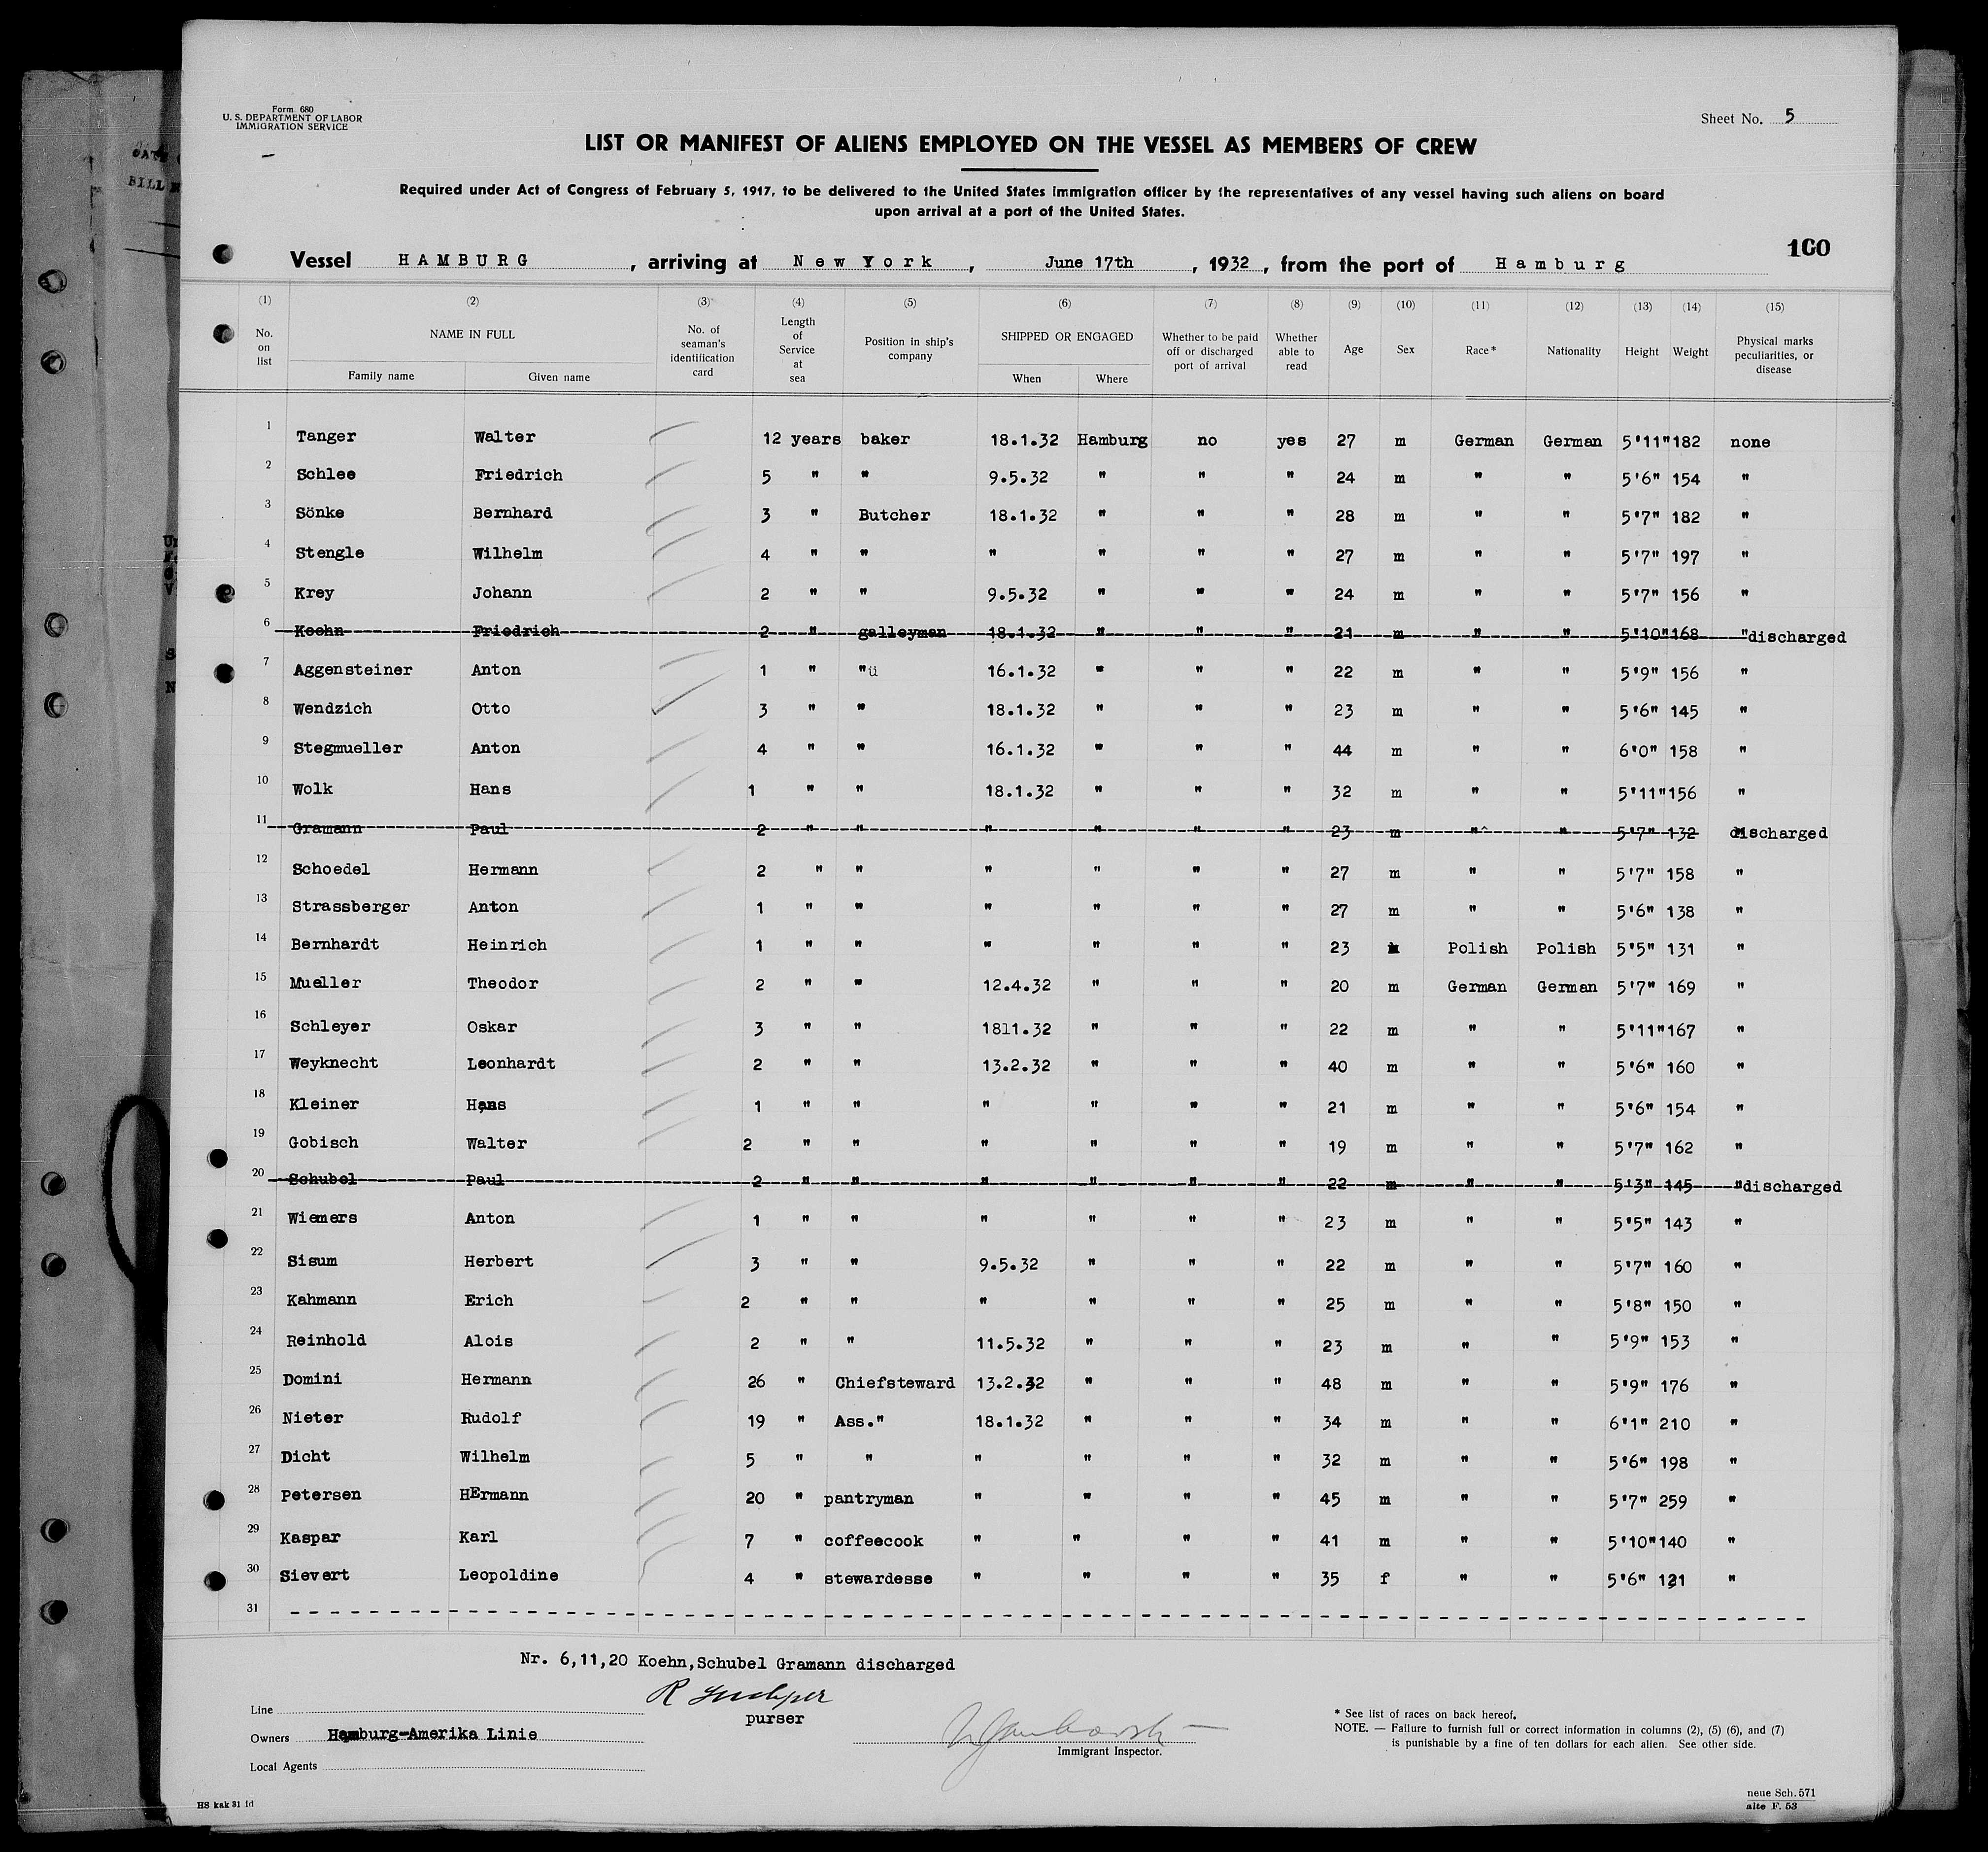 Form 680
U. S. DEPARTMENT OF LABOR
IMMIGRATION SERVICE
Sheet No. 5
LIST OR MANIFEST OF ALIENS EMPLOYED ON THE VESSEL AS MEMBERS OF CREW
Required under Act of Congress of February 5, 1917, to be delivered to the United States immigration officer by the representatives of any vessel having such aliens on board
upon arrival at a port of the United States.
160
Vessel HAMBURG, arriving at New York, June 17th, 1932, from the port of Hamburg
(1) (2) (3) (4) (5) (6) (7) (8) (9) (10) (11) (12) (13) (14) (15)
No. on list NAME IN FULL Family name Given name No. of seaman's identification card Length of Service at sea Position in ship's company SHIPPED OR ENGAGED When Where Whether to be paid off or discharged port of arrival Whether able to read Age Sex Race* Nationality Height Weight Physical marks peculiarities, or disease
1 Tanger Walter 12 years baker 18.1.32 Hamburg no yes 27 m German German 5'11" 182 none
2 Schlee Friedrich 5 " " 9.5.32 " " " 24 m " " 5'6" 154 "
3 Sönke Bernhard 3 " Butcher 18.1.32 " " " 28 m " " 5'7" 182 "
4 Stengle Wilhelm 4 " " " " " " 27 m " " 5'7" 197 "
5 Krey Johann 2 " " 9.5.32 " " " 24 m " " 5'7" 156 "
6 Koehn Friedrich 2 " galleyman 18.1.32 " " " 21 m " " 5'10" 168 "discharged
7 Aggensteiner Anton 1 " "ü 16.1.32 " " " 22 m " " 5'9" 156 "
8 Wendzich Otto 3 " " 18.1.32 " " " 23 m " " 5'6" 145 "
9 Stegmueller Anton 4 " " 16.1.32 " " " 44 m " " 6'0" 158 "
10 Wolk Hans 1 " " 18.1.32 " " " 32 m " " 5'11" 156 "
11 Gramann Paul 2 " " " " " " 23 m " " 5'7" 132 discharged
12 Schoedel Hermann 2 " " " " " " 27 m " " 5'7" 158 "
13 Strassberger Anton 1 " " " " " " 27 m " " 5'6" 138 "
14 Bernhardt Heinrich 1 " " " " " " 23 Polish Polish 5'5" 131 "
15 Mueller Theodor 2 " " 12.4.32 " " " 20 m German German 5'7" 169 "
16 Schleyer Oskar 3 " " 1811.32 " " " 22 m " " 5'11" 167 "
17 Weyknecht Leonhardt 2 " " 13.2.32 " " " 40 m " " 5'6" 160 "
18 Kleiner Hans 1 " " " " " " 21 m " " 5'6" 154 "
19 Gobisch Walter 2 " " " " " " 19 m " " 5'7" 162 "
20 Schubel Paul 2 " " " " " " 22 m " " 5'3" 145 "discharged
21 Wiemers Anton 1 " " " " " " 23 m " " 5'5" 143 "
22 Sisum Herbert 3 " " 9.5.32 " " " 22 m " " 5'7" 160 "
23 Kahmann Erich 2 " " " " " " 25 m " " 5'8" 150 "
24 Reinhold Alois 2 " " 11.5.32 " " " 23 m " " 5'9" 153 "
25 Domini Hermann 26 " Chiefsteward 13.2.32 " " " 48 m " " 5'9" 176 "
26 Nieter Rudolf 19 " Ass." 18.1.32 " " " 34 m " " 6'1" 210 "
27 Dicht Wilhelm 5 " " " " " " 32 m " " 5'6" 198 "
28 Petersen HErmann 20 " pantryman " " " " 45 m " " 5'7" 259 "
29 Kaspar Karl 7 " coffeecook " " " " 41 m " " 5'10" 140 "
30 Sievert Leopoldine 4 " stewardesse " " " " 35 f " " 5'6" 121 "
31
Nr. 6,11,20 Koehn,Schubel Gramann discharged
R
purser
Line
Owners Hamburg-Amerika Linie
Local Agents
Immigrant Inspector.
* See list of races on back hereof.
NOTE. — Failure to furnish full or correct information in columns (2), (5) (6), and (7)
is punishable by a fine of ten dollars for each alien. See other side.
HS kak 31 1d
neue Sch. 571
alte F. 53